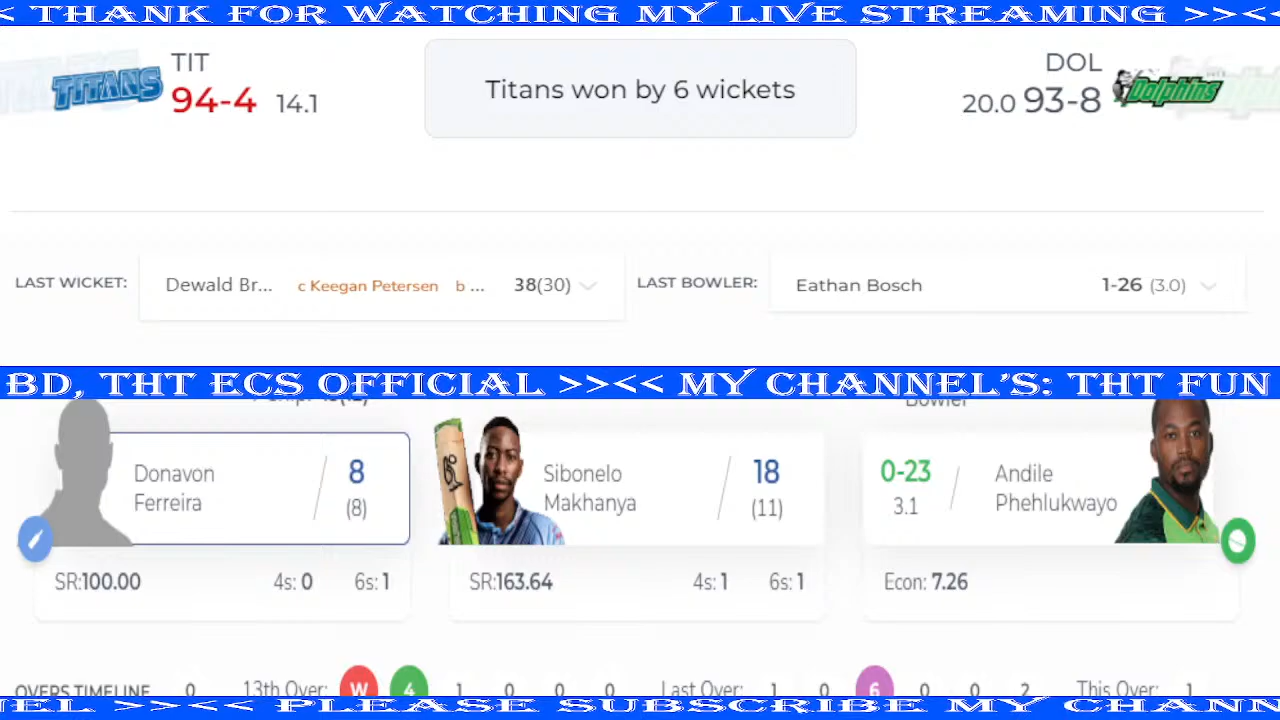 < THANK FOR WATCHING MY LIVE STREAMING >><<
TITANS
TIT
94-4 14.1
Titans won by 6 wickets
DOL
20.0 93-8
Dolphins
LAST WICKET:
Dewald Br... c Keegan Petersen b ... 38(30)
LAST BOWLER:
Eathan Bosch 1-26 (3.0)
BD, THT ECS OFFICIAL >><< MY CHANNEL'S: THT FUN
Bowler
Donavon
Ferreira
8
(8)
SR:100.00 4s: 0 6s: 1
Sibonelo
Makhanya
18
(11)
SR:163.64 4s: 1 6s: 1
0-23
3.1
Andile
Phehlukwayo
Econ: 7.26
OVERS TIMELINE 0 13th Over: W 4 1 0 0 0 Last Over: 1 0 6 0 0 2 This Over: 1
NEL >><< PLEASE SUBSCRIBE MY CHANN